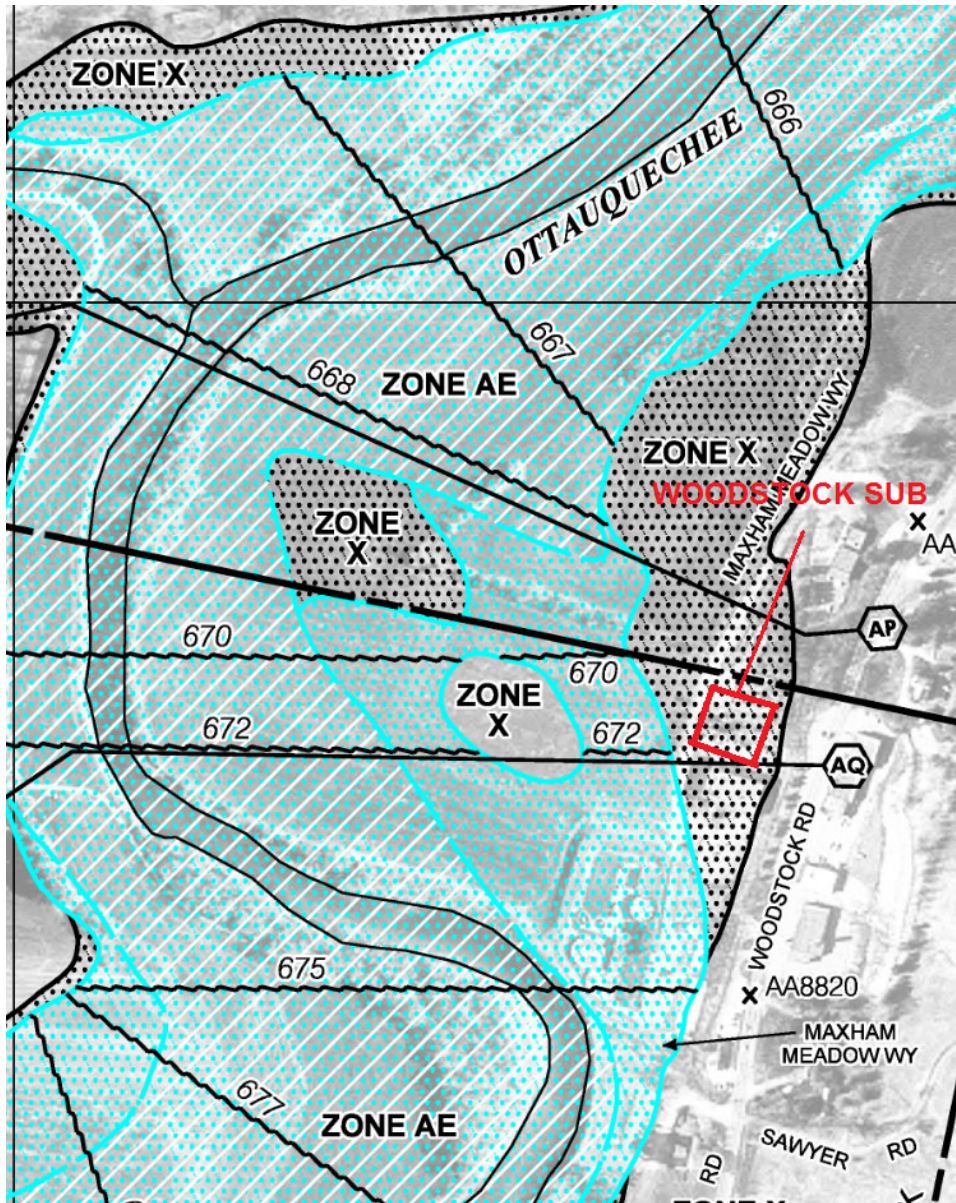 ZONE X
666
OTTAUQUECHEE
667
668
ZONE AE
MAXHAM MEADOW WY
ZONE X
WOODSTOCK SUB
ZONE
X
AA
AP
670
670
ZONE
X
672
672
AQ
WOODSTOCK RD
675
AA8820
MAXHAM
MEADOW WY
677
ZONE AE
SAWYER RD
RD